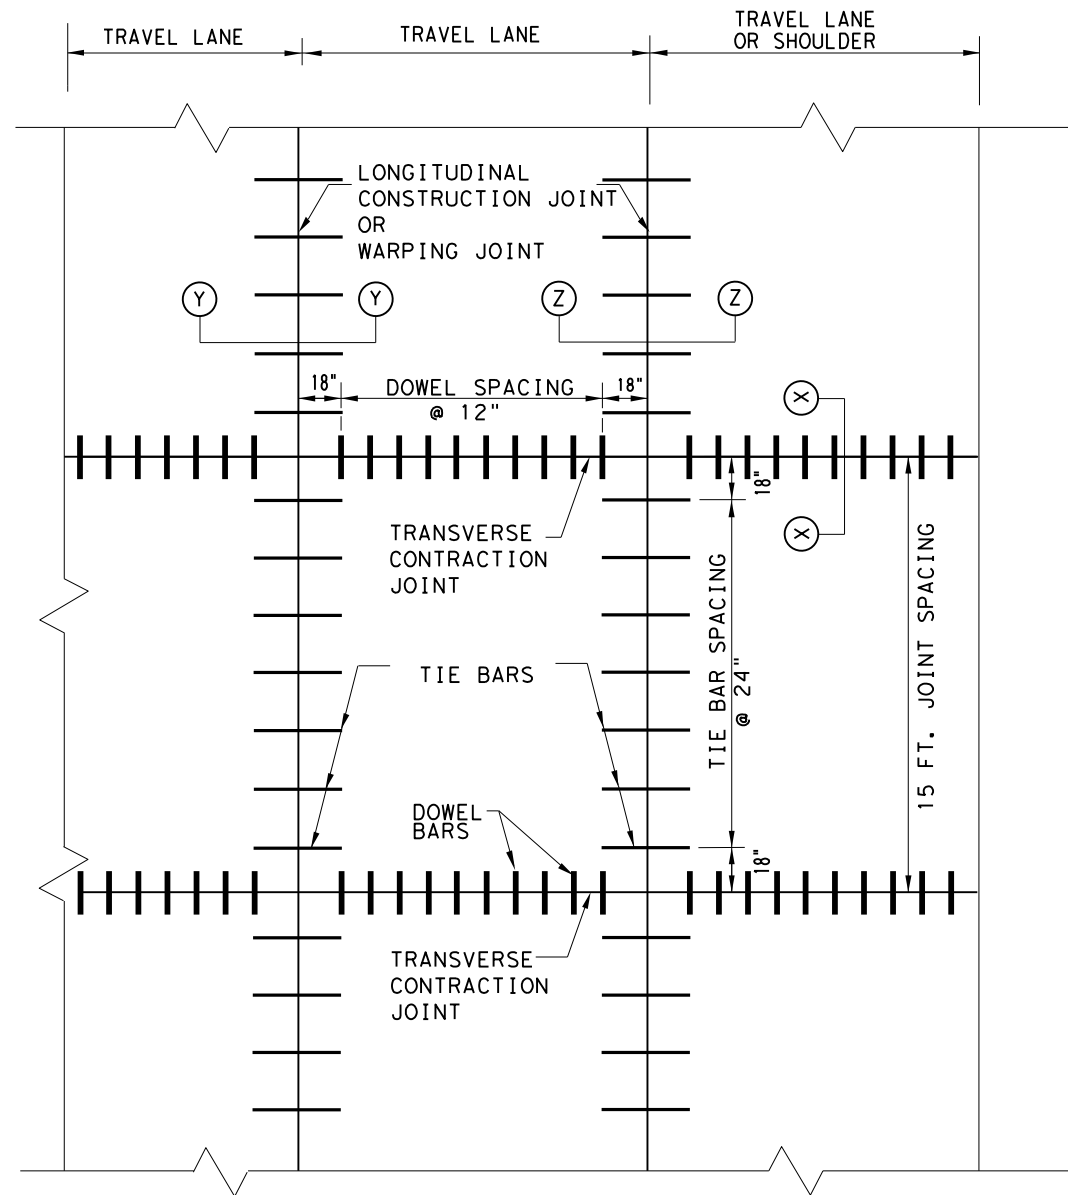 TRAVEL LANE
TRAVEL LANE
TRAVEL LANE
OR SHOULDER
LONGITUDINAL
CONSTRUCTION JOINT
OR
WARPING JOINT
Y
Y
Z
Z
18"
DOWEL SPACING
@ 12"
18"
X
X
18"
TRANSVERSE
CONTRACTION
JOINT
TIE BAR SPACING
@ 24"
15 FT. JOINT SPACING
TIE BARS
DOWEL
BARS
18"
TRANSVERSE
CONTRACTION
JOINT